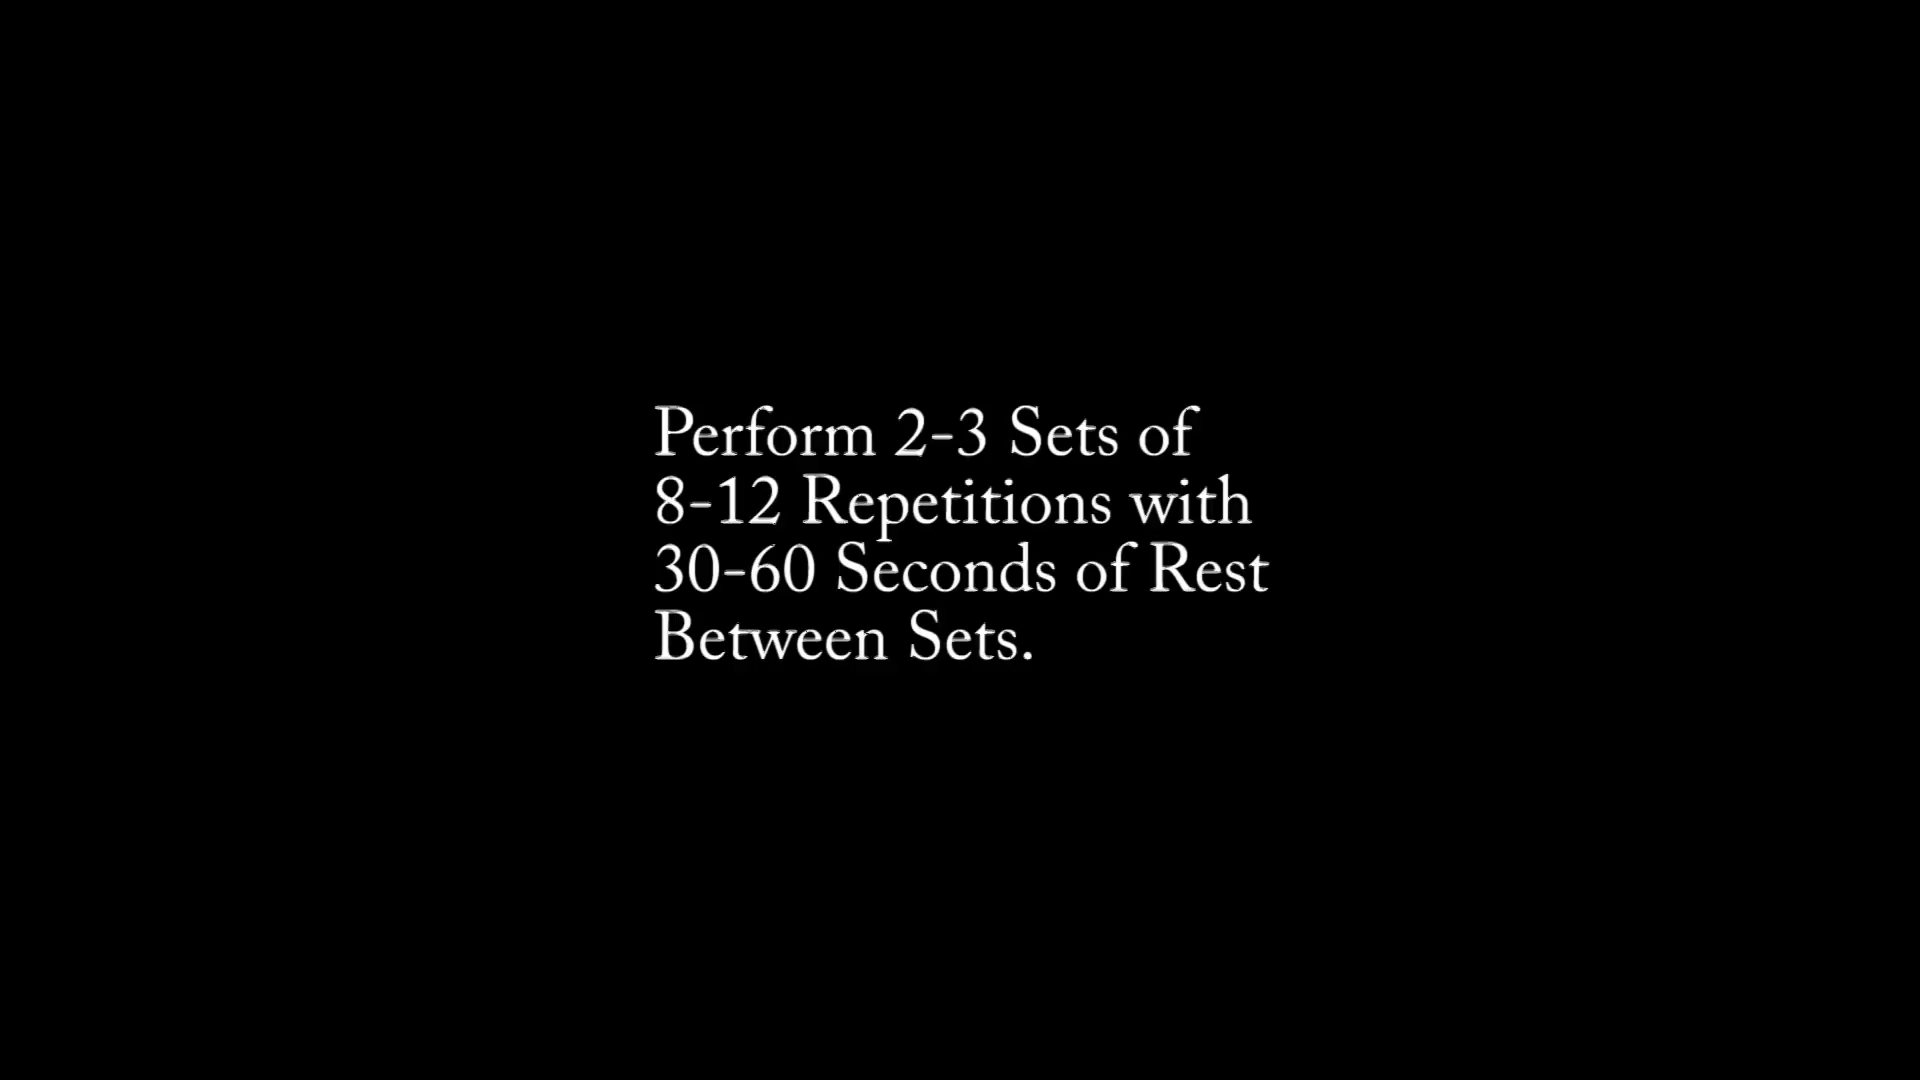 Perform 2-3 Sets of
8-12 Repetitions with
30-60 Seconds of Rest
Between Sets.